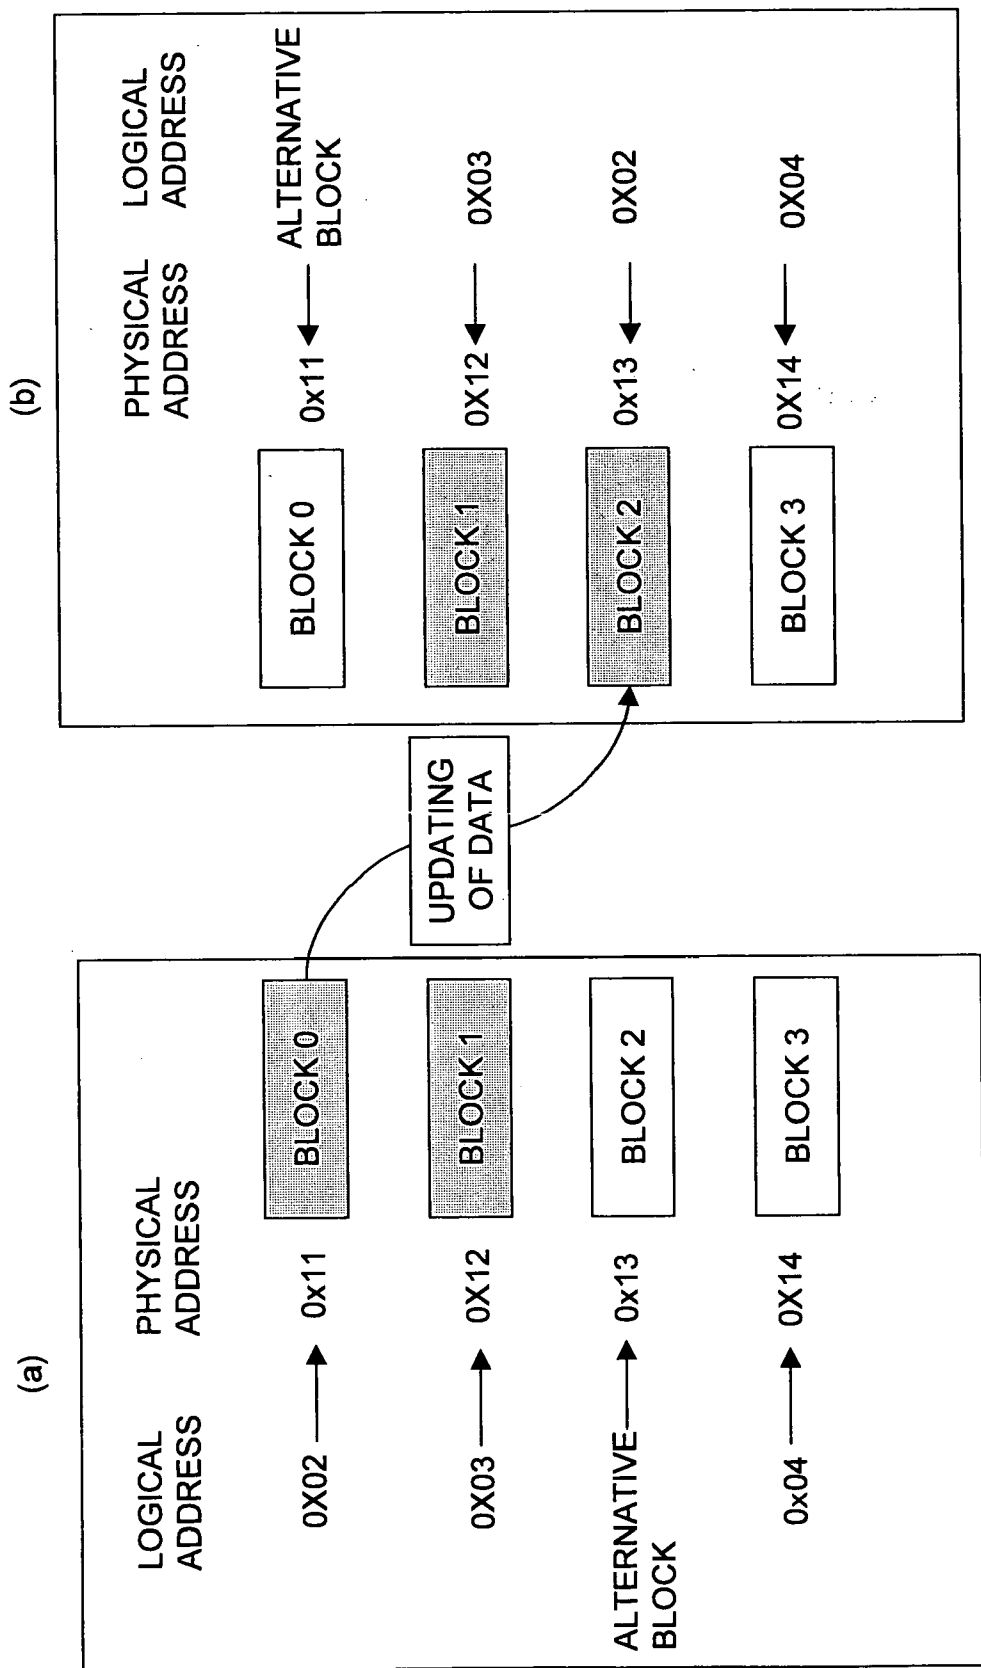 (a)
LOGICAL
ADDRESS
PHYSICAL
ADDRESS
0X02
0x11
BLOCK 0
0X03
0X12
BLOCK 1
ALTERNATIVE
BLOCK
0x13
BLOCK 2
0x04
0X14
BLOCK 3
UPDATING
OF DATA
(b)
PHYSICAL
ADDRESS
LOGICAL
ADDRESS
BLOCK 0
0x11
ALTERNATIVE
BLOCK
BLOCK 1
0X12
0X03
BLOCK 2
0x13
0X02
BLOCK 3
0X14
0X04